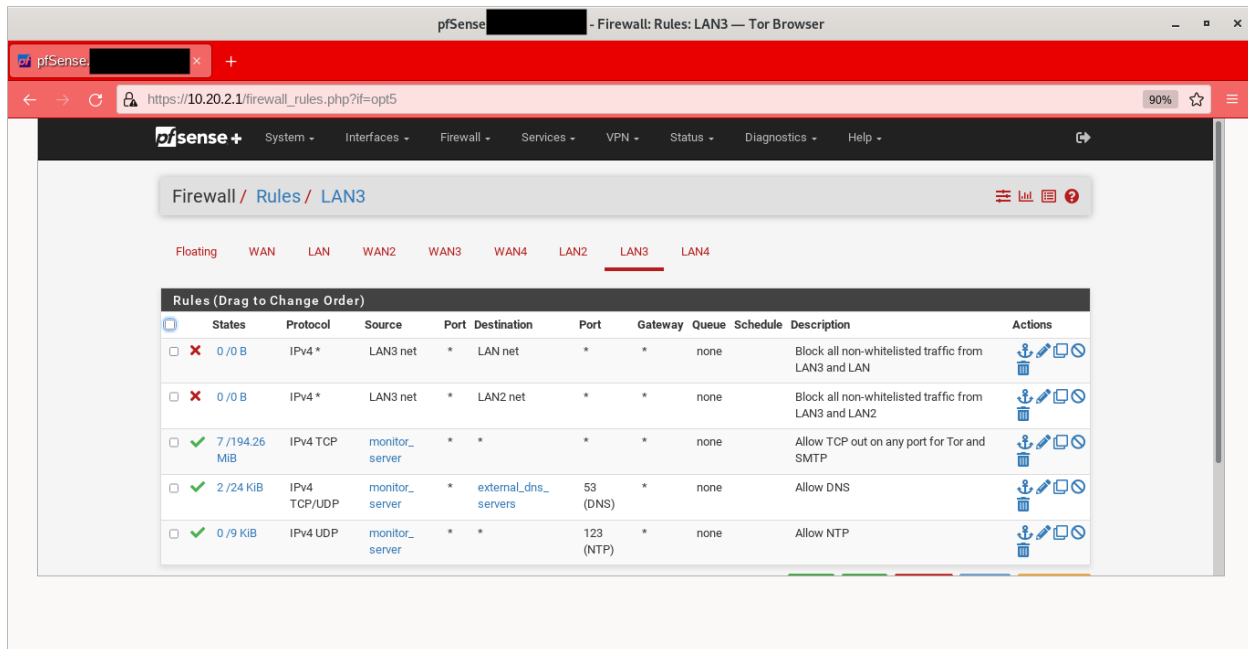 pfSense - Firewall: Rules: LAN3 — Tor Browser
pfSense.
https://10.20.2.1/firewall_rules.php?if=opt5 90%
pfsense + System Interfaces Firewall Services VPN Status Diagnostics Help
Firewall / Rules / LAN3
Floating WAN LAN WAN2 WAN3 WAN4 LAN2 LAN3 LAN4
Rules (Drag to Change Order)
States Protocol Source Port Destination Port Gateway Queue Schedule Description Actions
0 /0 B IPv4 * LAN3 net * LAN net * * none Block all non-whitelisted traffic from
LAN3 and LAN
0 /0 B IPv4 * LAN3 net * LAN2 net * * none Block all non-whitelisted traffic from
LAN3 and LAN2
7 /194.26 IPv4 TCP monitor_ * * * * none Allow TCP out on any port for Tor and
MiB server SMTP
2 /24 KiB IPv4 monitor_ * external_dns_ 53 * none Allow DNS
TCP/UDP server servers (DNS)
0 /9 KiB IPv4 UDP monitor_ * * 123 * none Allow NTP
server (NTP)